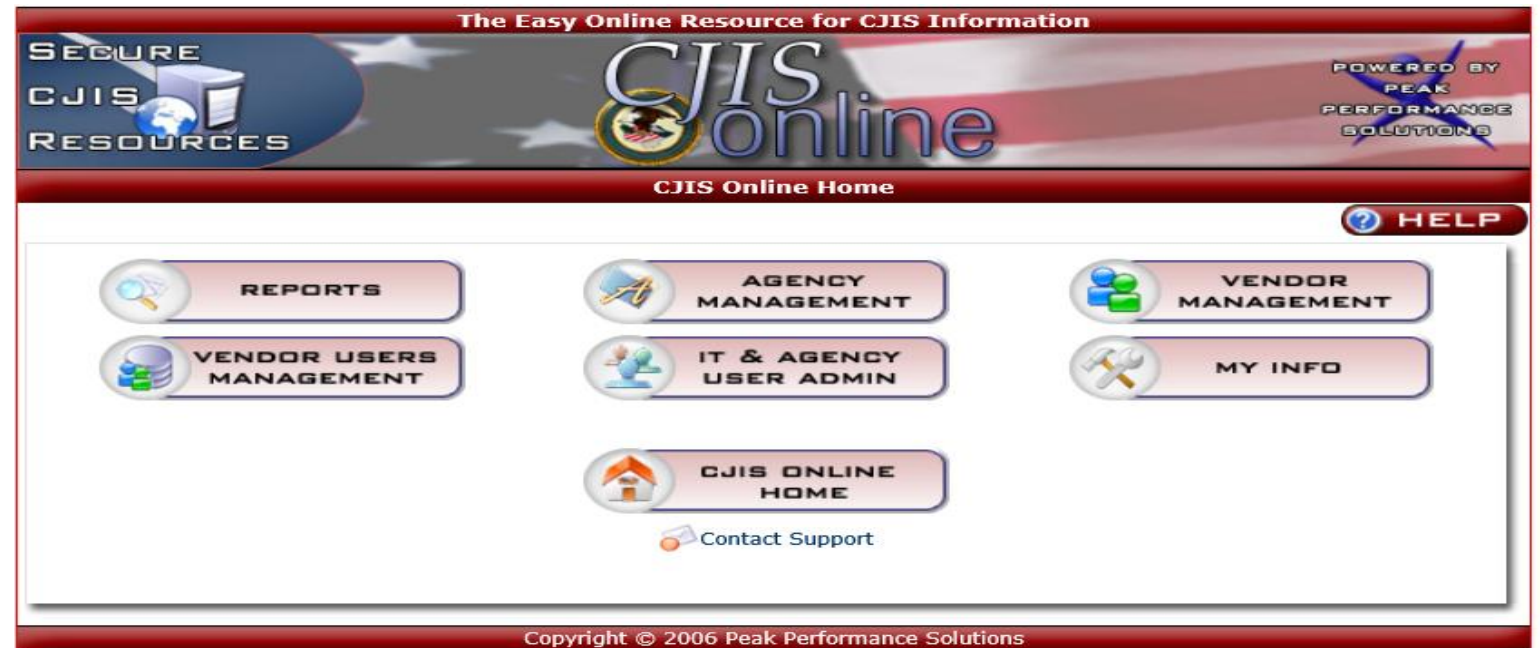 The Easy Online Resource for CJIS Information
SECURE
CJIS
RESOURCES
CJIS
Online
POWERED BY
PEAK
PERFORMANCE
SOLUTIONS
CJIS Online Home
? HELP
REPORTS
AGENCY
MANAGEMENT
VENDOR
MANAGEMENT
VENDOR USERS
MANAGEMENT
IT & AGENCY
USER ADMIN
MY INFO
CJIS ONLINE
HOME
Contact Support
Copyright © 2006 Peak Performance Solutions